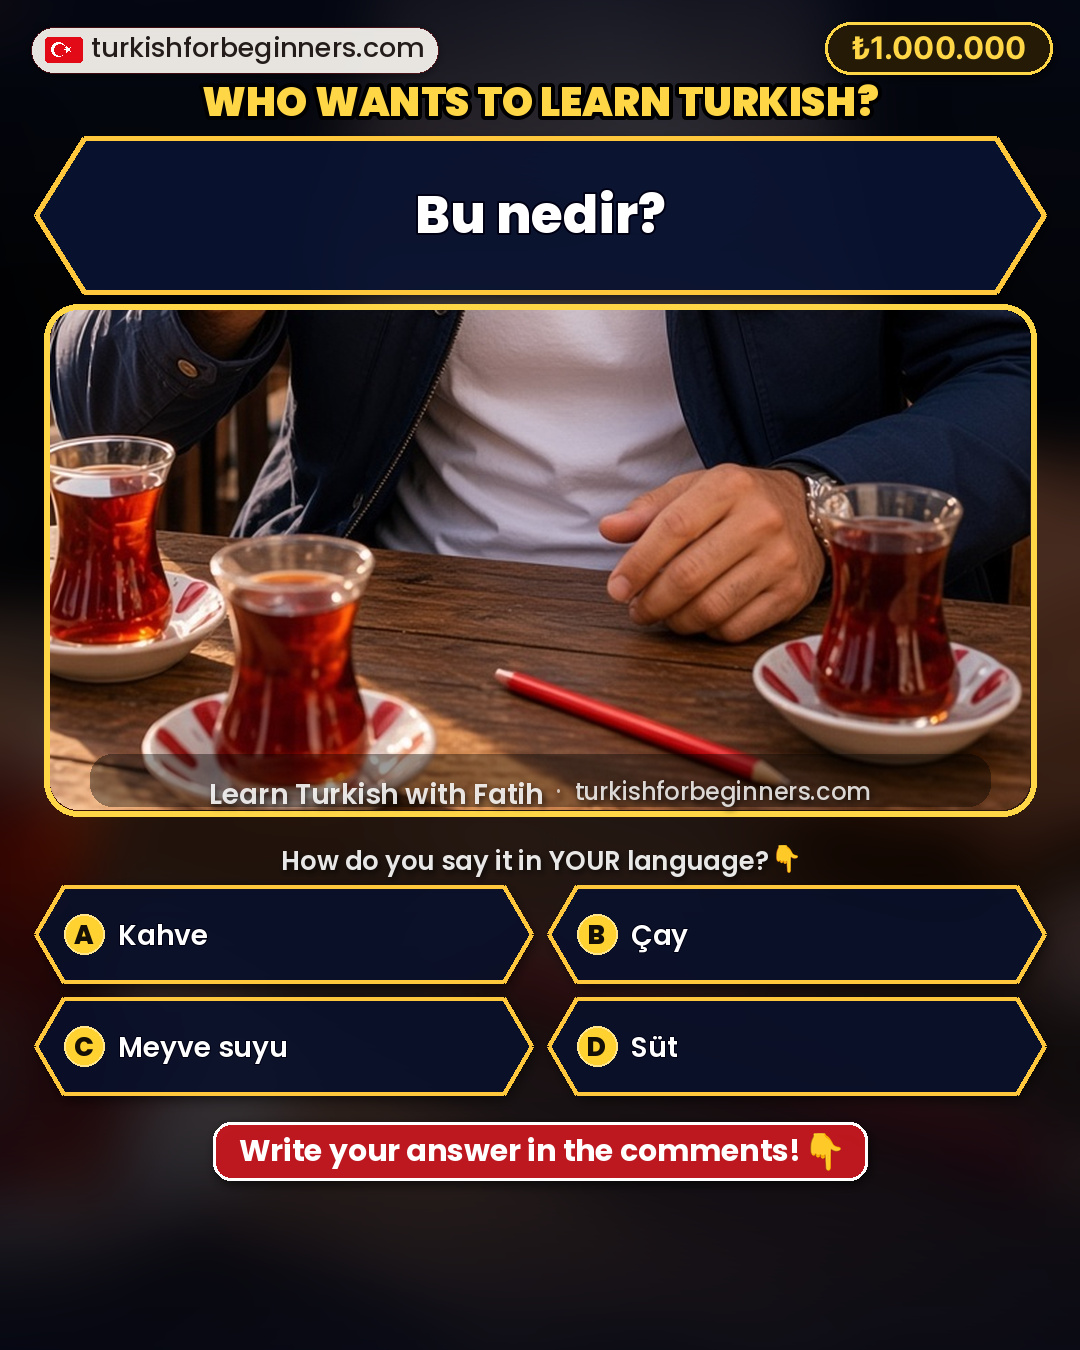 turkishforbeginners.com
₺1.000.000
WHO WANTS TO LEARN TURKISH?
Bu nedir?
Learn Turkish with Fatih · turkishforbeginners.com
How do you say it in YOUR language?👇
A Kahve
B Çay
C Meyve suyu
D Süt
Write your answer in the comments!👇